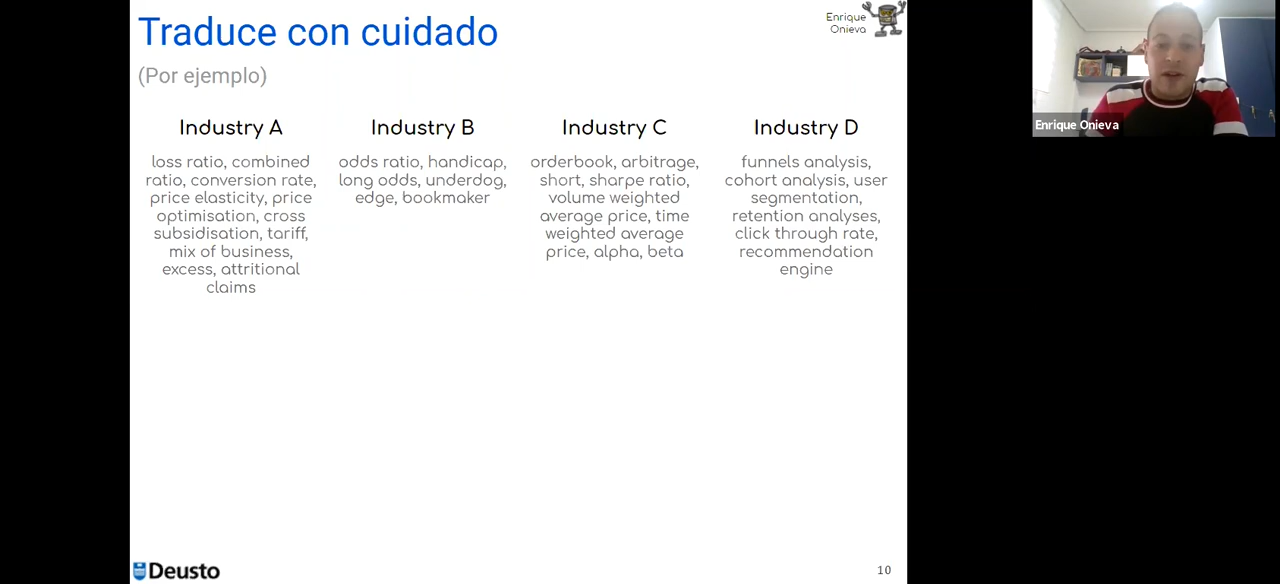 Traduce con cuidado
(Por ejemplo)
Enrique
Onieva
Industry A
loss ratio, combined
ratio, conversion rate,
price elasticity, price
optimisation, cross
subsidisation, tariff,
mix of business,
excess, attritional
claims
Industry B
odds ratio, handicap,
long odds, underdog,
edge, bookmaker
Industry C
orderbook, arbitrage,
short, sharpe ratio,
volume weighted
average price, time
weighted average
price, alpha, beta
Industry D
funnels analysis,
cohort analysis, user
segmentation,
retention analyses,
click through rate,
recommendation
engine
Deusto
10
Enrique Onieva